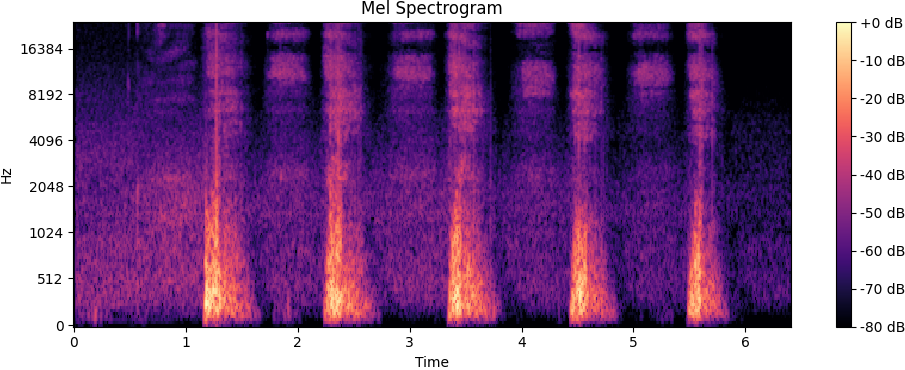 Mel Spectrogram
Hz
16384
8192
4096
2048
1024
512
0
0 1 2 3 4 5 6
Time
+0 dB
-10 dB
-20 dB
-30 dB
-40 dB
-50 dB
-60 dB
-70 dB
-80 dB